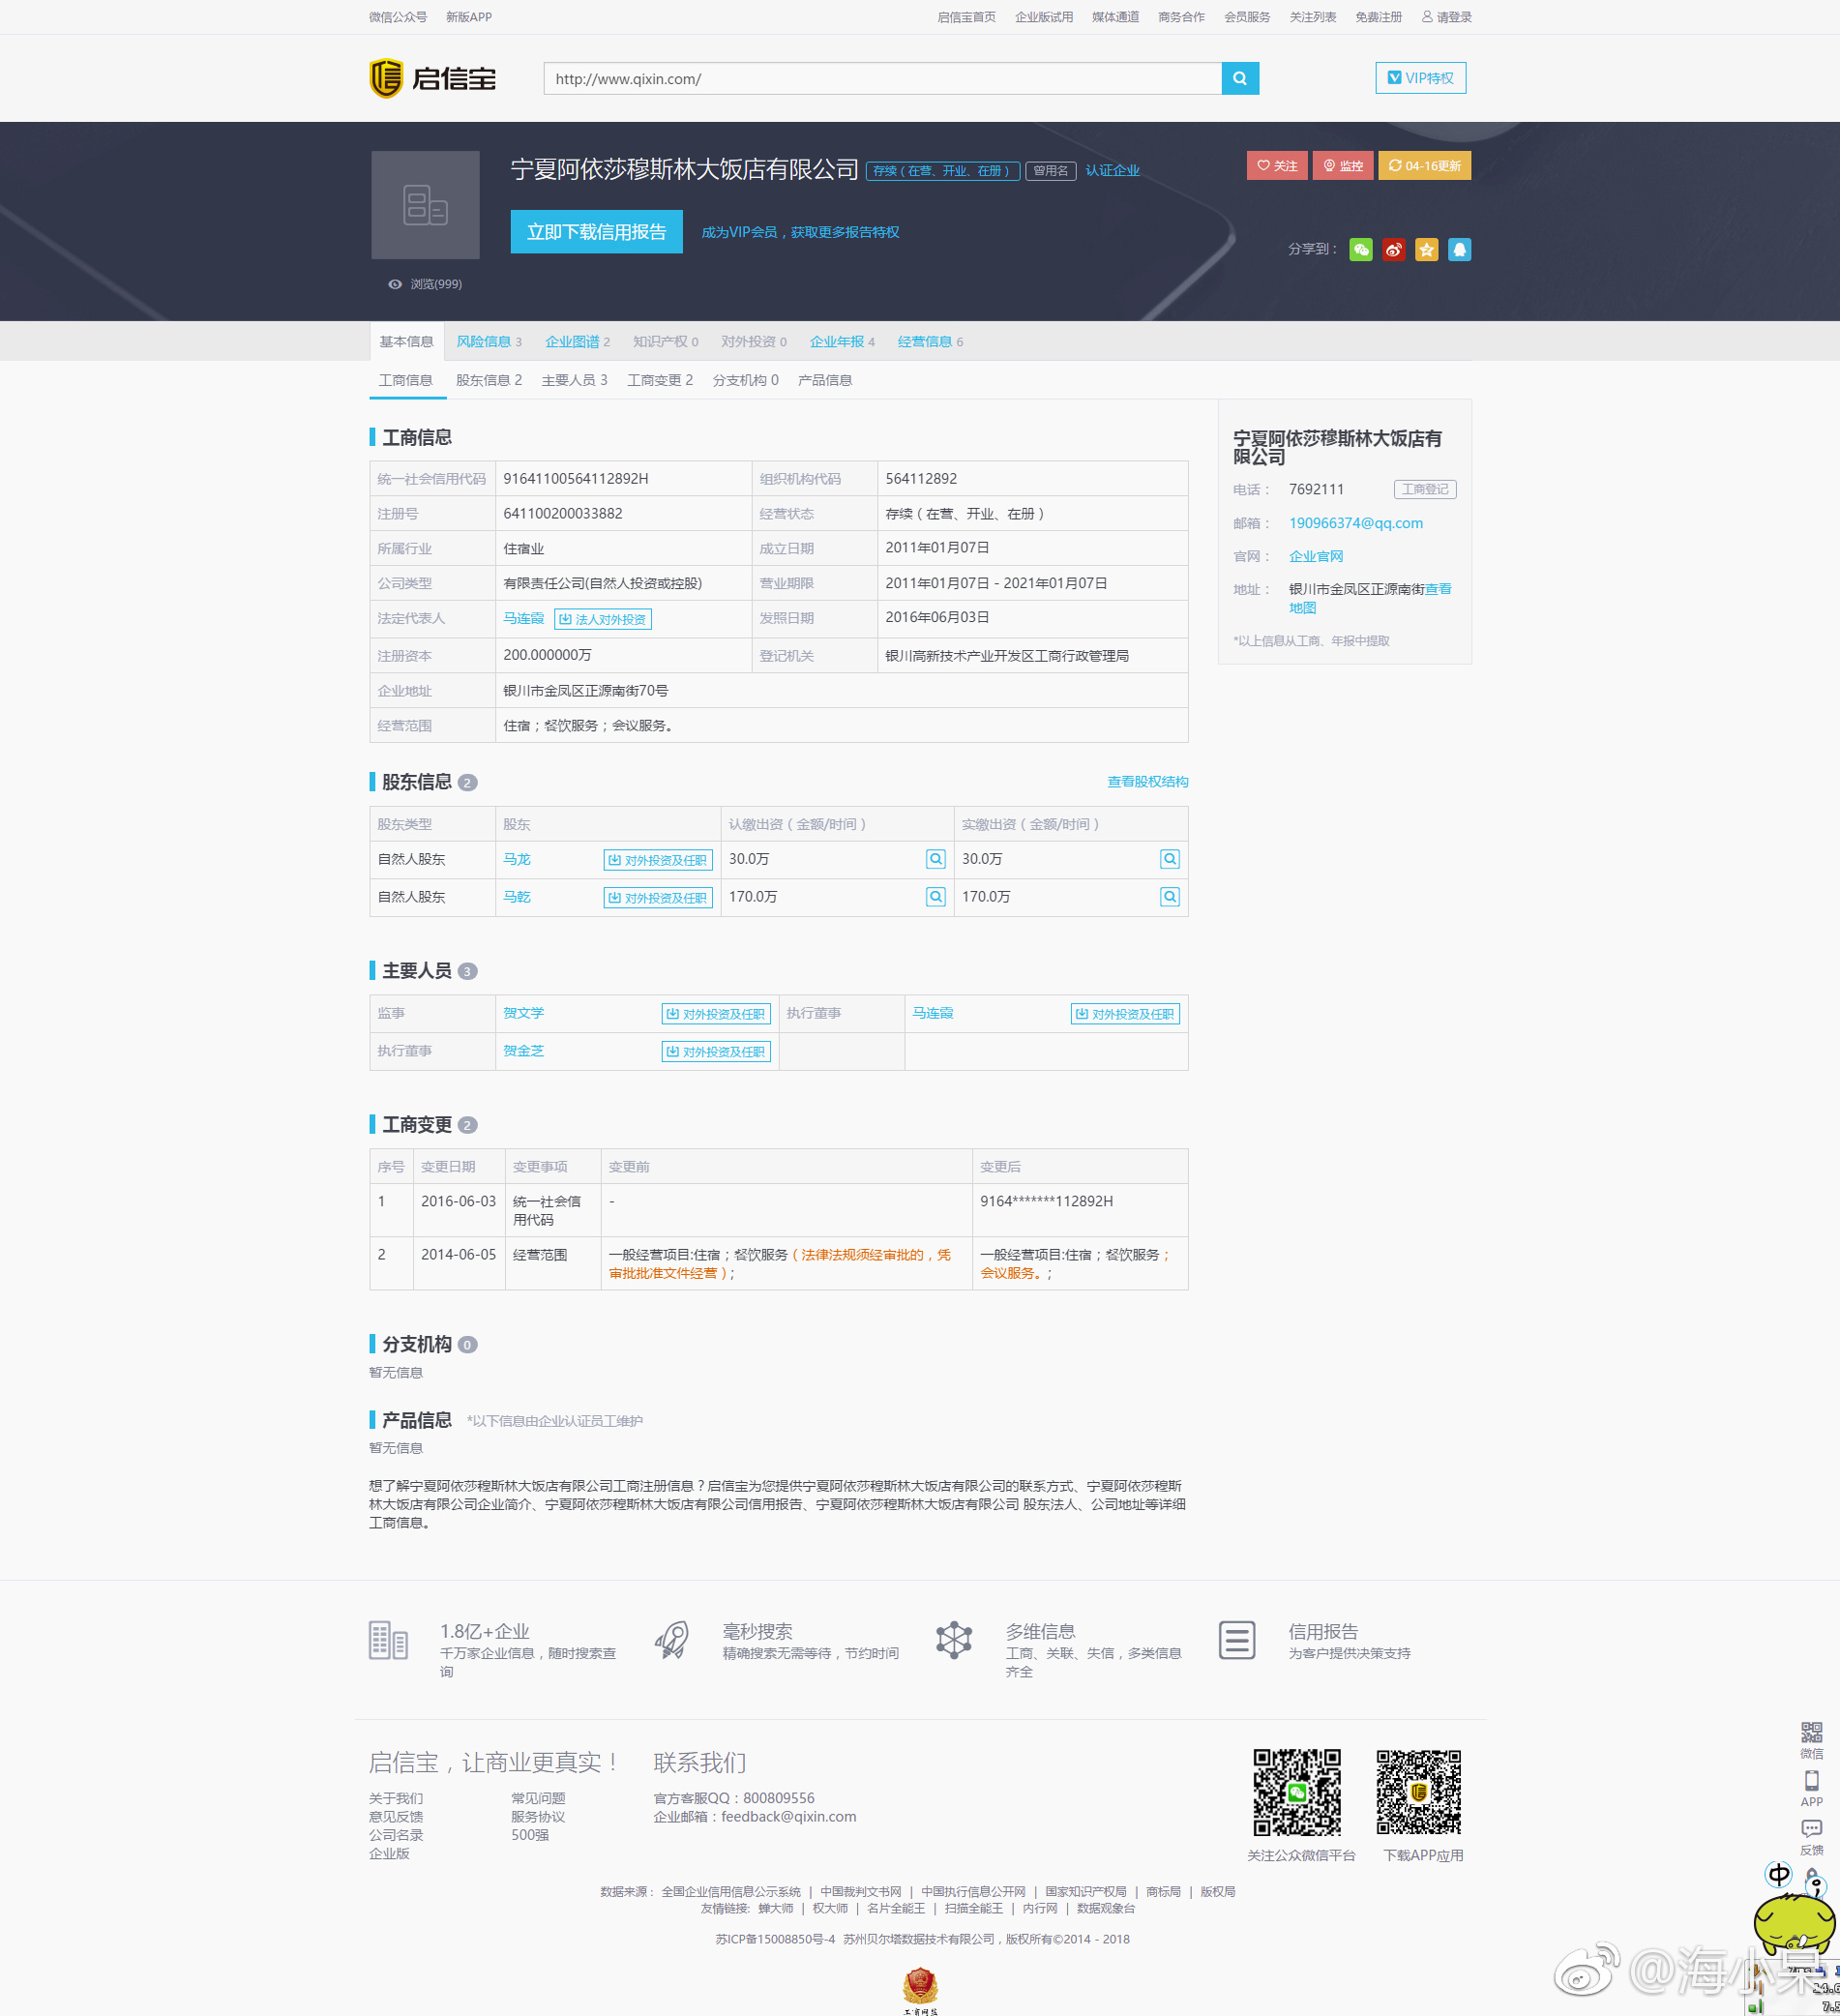 微信公众号 新版APP 启信宝首页 企业版试用 媒体通道 商务合作 会员服务 关注列表 免费注册 请登录
启信宝 http://www.qixin.com/ VIP特权
宁夏阿依莎穆斯林大饭店有限公司 存续（在营、开业、在册） 曾用名 认证企业 关注 监控 04-16更新
立即下载信用报告 成为VIP会员，获取更多报告特权
分享到：
浏览(999)
基本信息 风险信息 3 企业图谱 2 知识产权 0 对外投资 0 企业年报 4 经营信息 6
工商信息 股东信息 2 主要人员 3 工商变更 2 分支机构 0 产品信息
工商信息
统一社会信用代码 91641100564112892H 组织机构代码 564112892
注册号 641100200033882 经营状态 存续（在营、开业、在册）
所属行业 住宿业 成立日期 2011年01月07日
公司类型 有限责任公司(自然人投资或控股) 营业期限 2011年01月07日 - 2021年01月07日
法定代表人 马连霞 法人对外投资 发照日期 2016年06月03日
注册资本 200.000000万 登记机关 银川高新技术产业开发区工商行政管理局
企业地址 银川市金凤区正源南街70号
经营范围 住宿；餐饮服务；会议服务。
宁夏阿依莎穆斯林大饭店有
限公司
电话： 7692111 工商登记
邮箱： 190966374@qq.com
官网： 企业官网
地址： 银川市金凤区正源南街查看
地图
*以上信息从工商、年报中提取
股东信息 2 查看股权结构
股东类型 股东 认缴出资（金额/时间） 实缴出资（金额/时间）
自然人股东 马龙 对外投资及任职 30.0万 30.0万
自然人股东 马乾 对外投资及任职 170.0万 170.0万
主要人员 3
监事 贺文学 对外投资及任职 执行董事 马连霞 对外投资及任职
执行董事 贺金芝 对外投资及任职
工商变更 2
序号 变更日期 变更事项 变更前 变更后
1 2016-06-03 统一社会信 - 9164*******112892H
用代码
2 2014-06-05 经营范围 一般经营项目:住宿；餐饮服务（法律法规须经审批的，凭 一般经营项目:住宿；餐饮服务；
审批批准文件经营）; 会议服务。;
分支机构 0
暂无信息
产品信息 *以下信息由企业认证员工维护
暂无信息
想了解宁夏阿依莎穆斯林大饭店有限公司工商注册信息？启信宝为您提供宁夏阿依莎穆斯林大饭店有限公司的联系方式、宁夏阿依莎穆斯
林大饭店有限公司企业简介、宁夏阿依莎穆斯林大饭店有限公司信用报告、宁夏阿依莎穆斯林大饭店有限公司 股东法人、公司地址等详细
工商信息。
1.8亿+企业 毫秒搜索 多维信息 信用报告
千万家企业信息，随时搜索查 精确搜索无需等待，节约时间 工商、关联、失信，多类信息 为客户提供决策支持
询 齐全
启信宝，让商业更真实！ 联系我们
关于我们 常见问题 官方客服QQ：800809556
意见反馈 服务协议 企业邮箱：feedback@qixin.com
公司名录 500强
企业版
关注公众微信平台 下载APP应用
微信
APP
反馈
中
数据来源： 全国企业信用信息公示系统 | 中国裁判文书网 | 中国执行信息公开网 | 国家知识产权局 | 商标局 | 版权局
友情链接: 蝉大师 | 权大师 | 名片全能王 | 扫描全能王 | 内行网 | 数据观象台
苏ICP备15008850号-4 苏州贝尔塔数据技术有限公司，版权所有©2014 - 2018
@海小呆